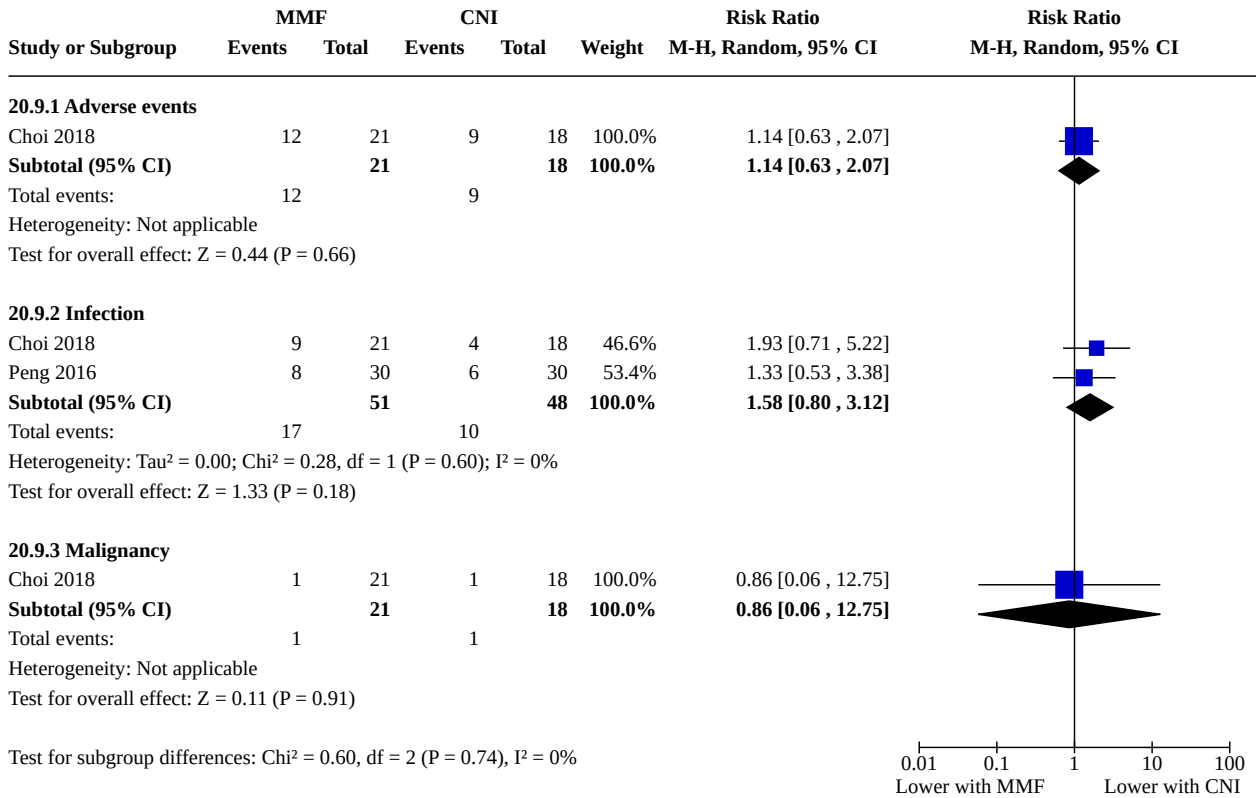 MMF CNI Risk Ratio Risk Ratio
Study or Subgroup Events Total Events Total Weight M-H, Random, 95% CI M-H, Random, 95% CI
20.9.1 Adverse events
Choi 2018 12 21 9 18 100.0% 1.14 [0.63 , 2.07]
Subtotal (95% CI) 21 18 100.0% 1.14 [0.63 , 2.07]
Total events: 12 9
Heterogeneity: Not applicable
Test for overall effect: Z = 0.44 (P = 0.66)
20.9.2 Infection
Choi 2018 9 21 4 18 46.6% 1.93 [0.71 , 5.22]
Peng 2016 8 30 6 30 53.4% 1.33 [0.53 , 3.38]
Subtotal (95% CI) 51 48 100.0% 1.58 [0.80 , 3.12]
Total events: 17 10
Heterogeneity: Tau² = 0.00; Chi² = 0.28, df = 1 (P = 0.60); I² = 0%
Test for overall effect: Z = 1.33 (P = 0.18)
20.9.3 Malignancy
Choi 2018 1 21 1 18 100.0% 0.86 [0.06 , 12.75]
Subtotal (95% CI) 21 18 100.0% 0.86 [0.06 , 12.75]
Total events: 1 1
Heterogeneity: Not applicable
Test for overall effect: Z = 0.11 (P = 0.91)
Test for subgroup differences: Chi² = 0.60, df = 2 (P = 0.74), I² = 0%
0.01 0.1 1 10 100
Lower with MMF Lower with CNI